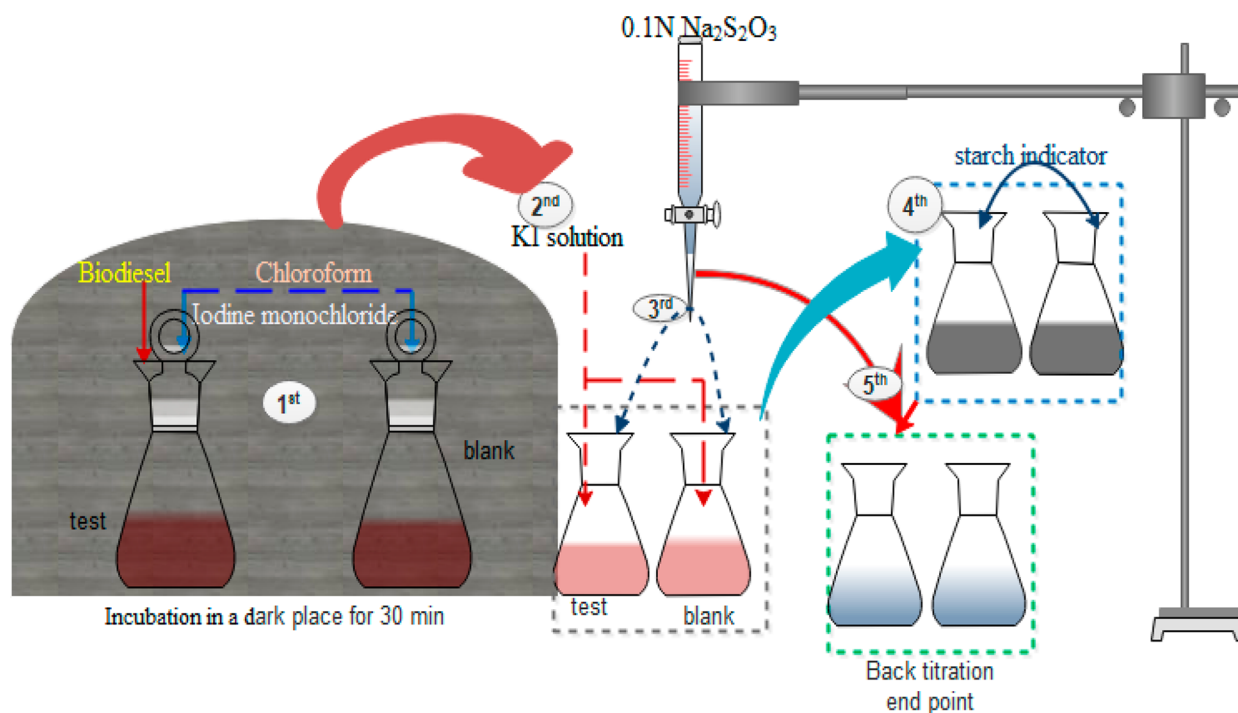 0.1N Na₂S₂O₃
starch indicator
2ⁿᵈ
4ᵗʰ
KI solution
Biodiesel
Chloroform
Iodine monochloride
3ʳᵈ
5ᵗʰ
1ˢᵗ
blank
test
test
blank
Incubation in a dark place for 30 min
Back titration
end point